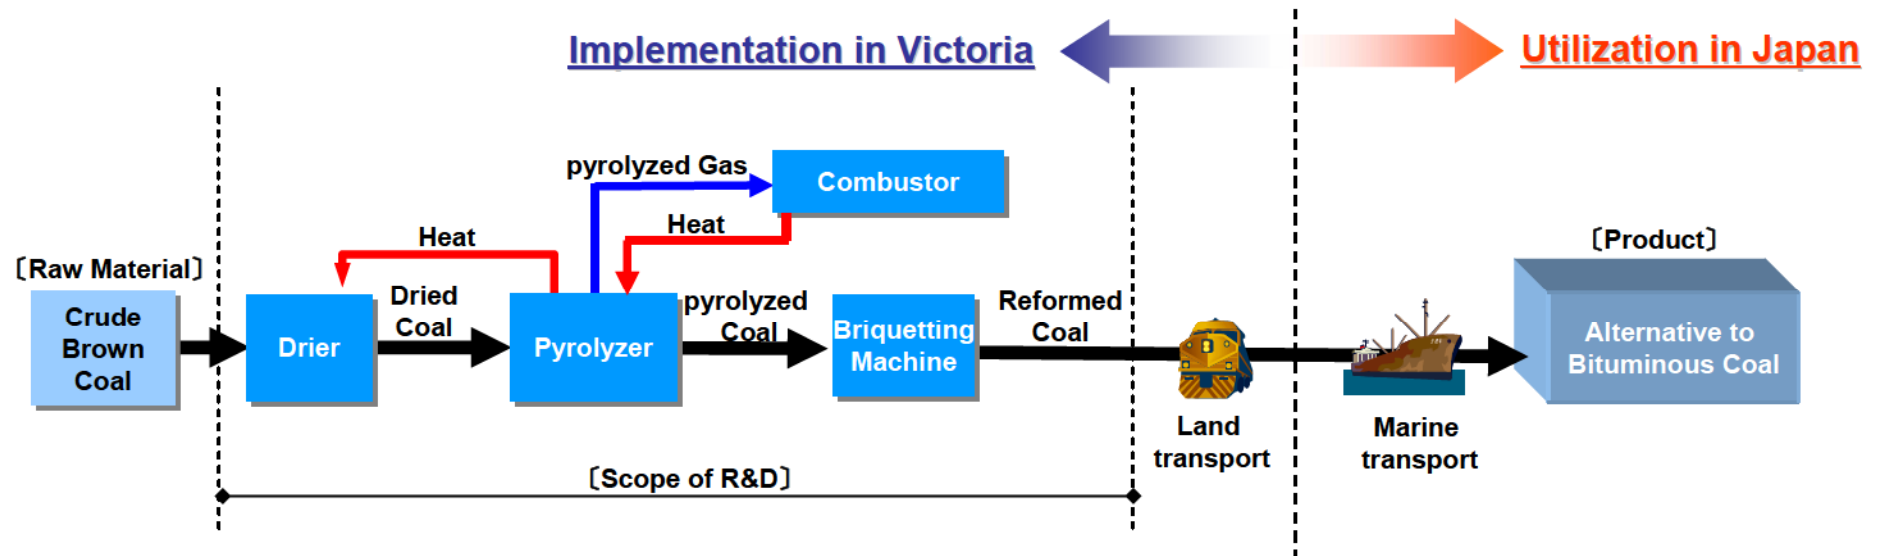 Implementation in Victoria
Utilization in Japan
pyrolyzed Gas
Combustor
Heat
Heat
〔Raw Material〕
Crude
Brown
Coal
Drier
Dried
Coal
Pyrolyzer
pyrolyzed
Coal
Briquetting
Machine
Reformed
Coal
Land
transport
Marine
transport
〔Product〕
Alternative to
Bituminous Coal
〔Scope of R&D〕